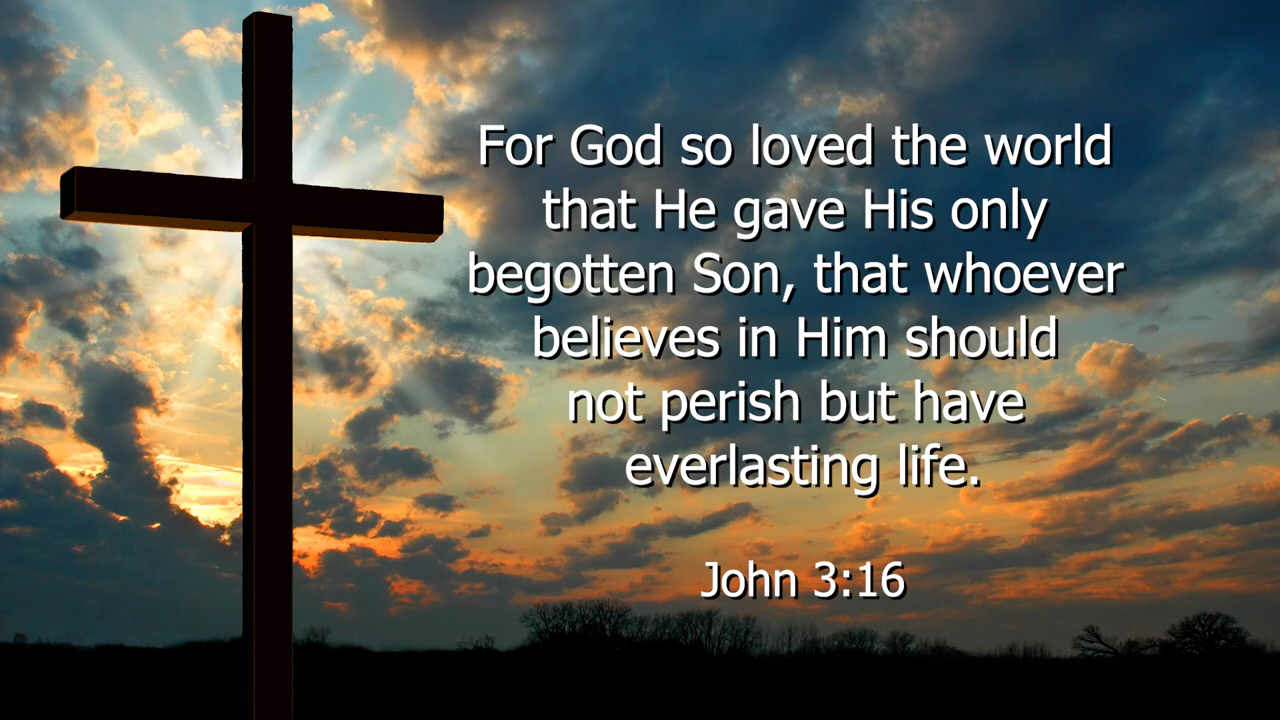 For God so loved the world
that He gave His only
begotten Son, that whoever
believes in Him should
not perish but have
everlasting life.
John 3:16